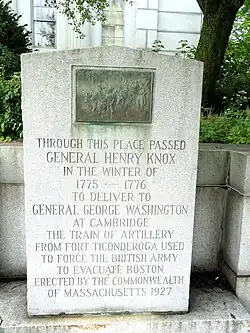 THROUGH THIS PLACE PASSED
GENERAL HENRY KNOX
IN THE WINTER OF
1775 — 1776
TO DELIVER TO
GENERAL GEORGE WASHINGTON
AT CAMBRIDGE
THE TRAIN OF ARTILLERY
FROM FORT TICONDEROGA USED
TO FORCE THE BRITISH ARMY
TO EVACUATE BOSTON
ERECTED BY THE COMMONWEALTH
OF MASSACHUSETTS 1927